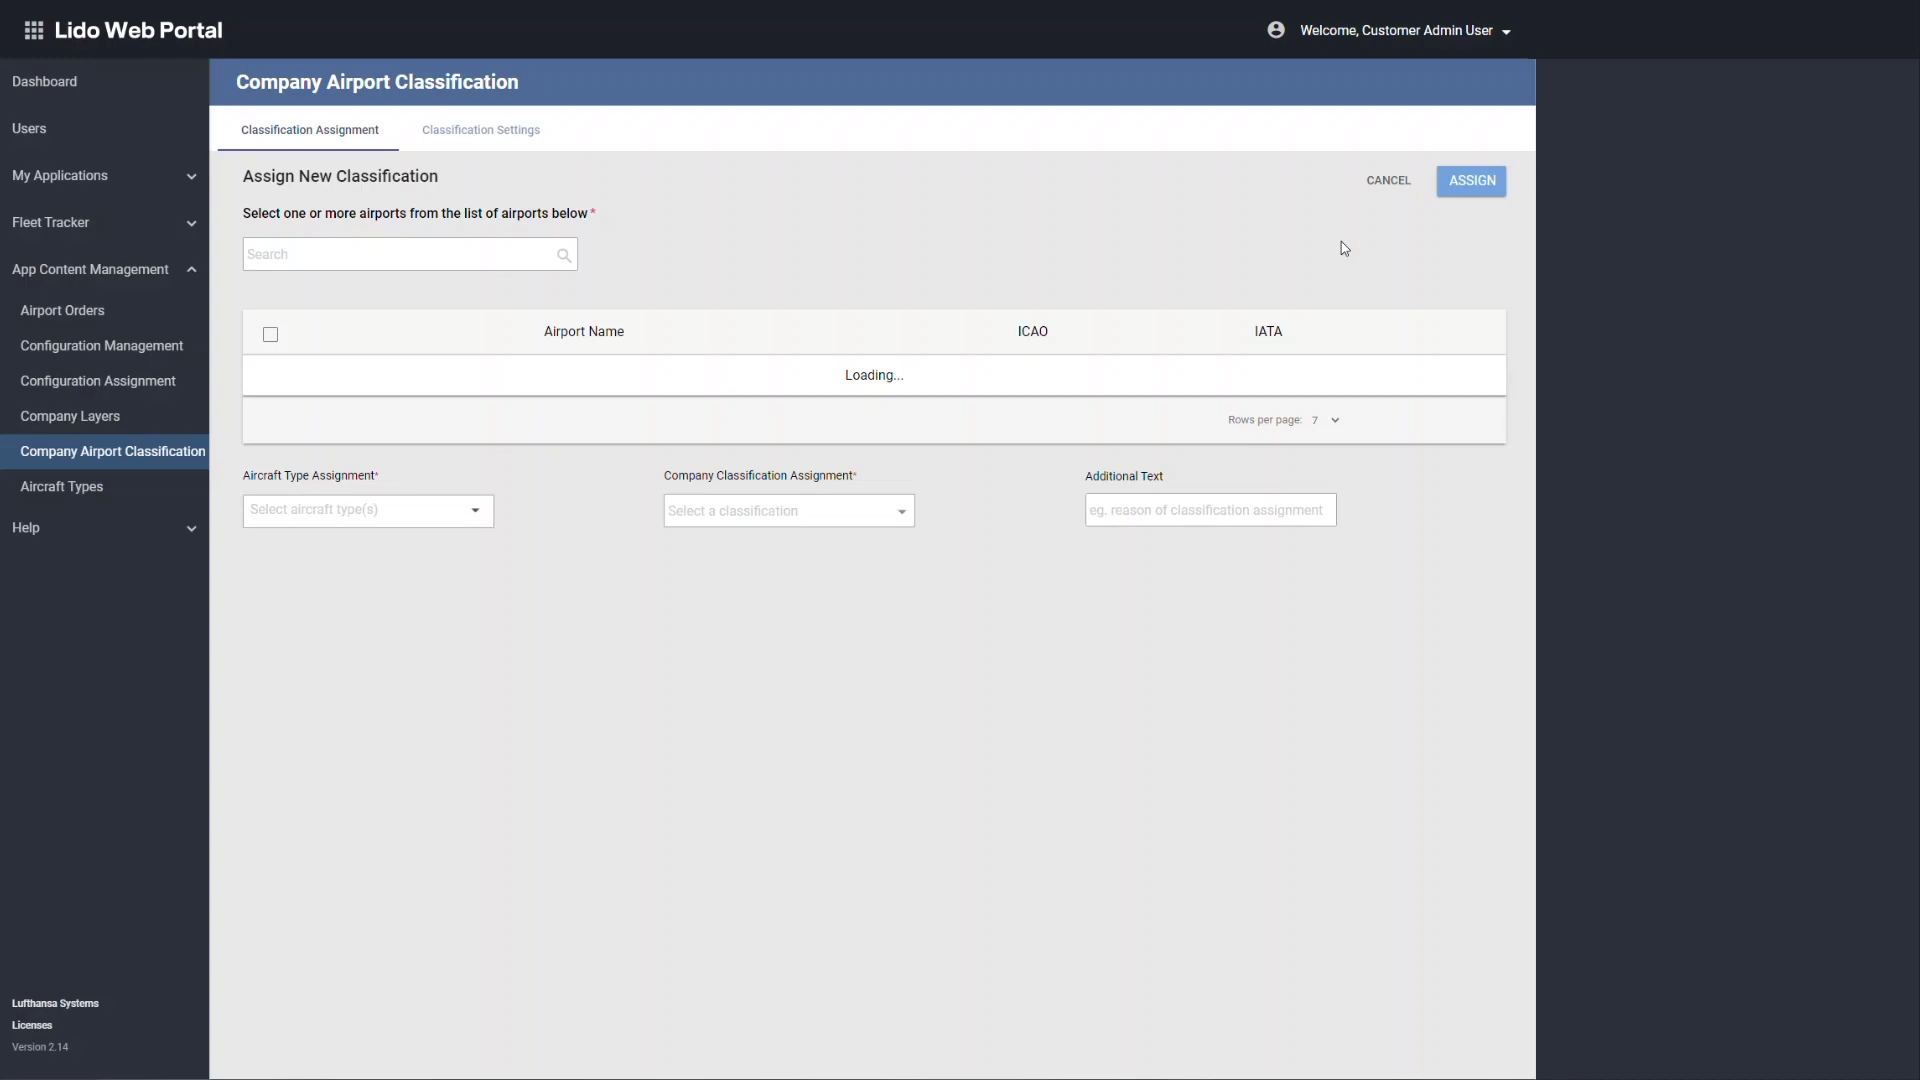 Lido Web Portal
Welcome, Customer Admin User
Dashboard
Users
My Applications
Fleet Tracker
App Content Management
Airport Orders
Configuration Management
Configuration Assignment
Company Layers
Company Airport Classification
Aircraft Types
Help
Lufthansa Systems
Licenses
Version 2.14
Company Airport Classification
Classification Assignment
Classification Settings
Assign New Classification
CANCEL
ASSIGN
Select one or more airports from the list of airports below *
Search
Airport Name ICAO IATA
Loading...
Rows per page: 7
Aircraft Type Assignment*
Select aircraft type(s)
Company Classification Assignment*
Select a classification
Additional Text
eg. reason of classification assignment